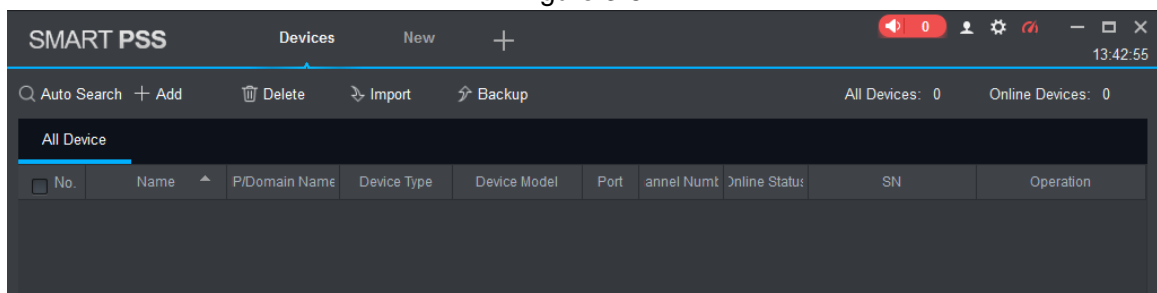 SMART PSS
Devices
New
0
13:42:55
Auto Search
Add
Delete
Import
Backup
All Devices: 0
Online Devices: 0
All Device
No.
Name
P/Domain Name
Device Type
Device Model
Port
annel Numb
Online Status
SN
Operation